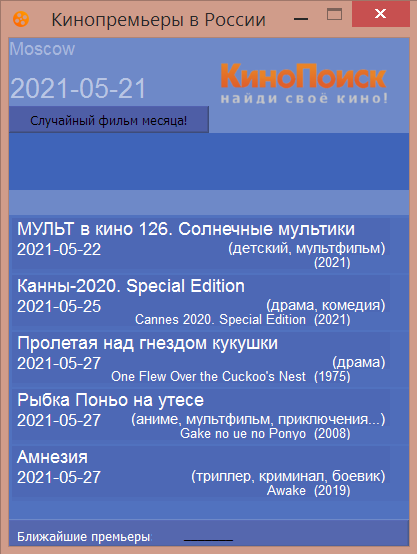 Кинопремьеры в России
Moscow
2021-05-21
КиноПоиск
найди своё кино!
Случайный фильм месяца!
МУЛЬТ в кино 126. Солнечные мультики
2021-05-22 (детский, мультфильм)
(2021)
Канны-2020. Special Edition
2021-05-25 (драма, комедия)
Cannes 2020. Special Edition (2021)
Пролетая над гнездом кукушки
2021-05-27 (драма)
One Flew Over the Cuckoo's Nest (1975)
Рыбка Поньо на утесе
2021-05-27 (аниме, мультфильм, приключения...)
Gake no ue no Ponyo (2008)
Амнезия
2021-05-27 (триллер, криминал, боевик)
Awake (2019)
Ближайшие премьеры